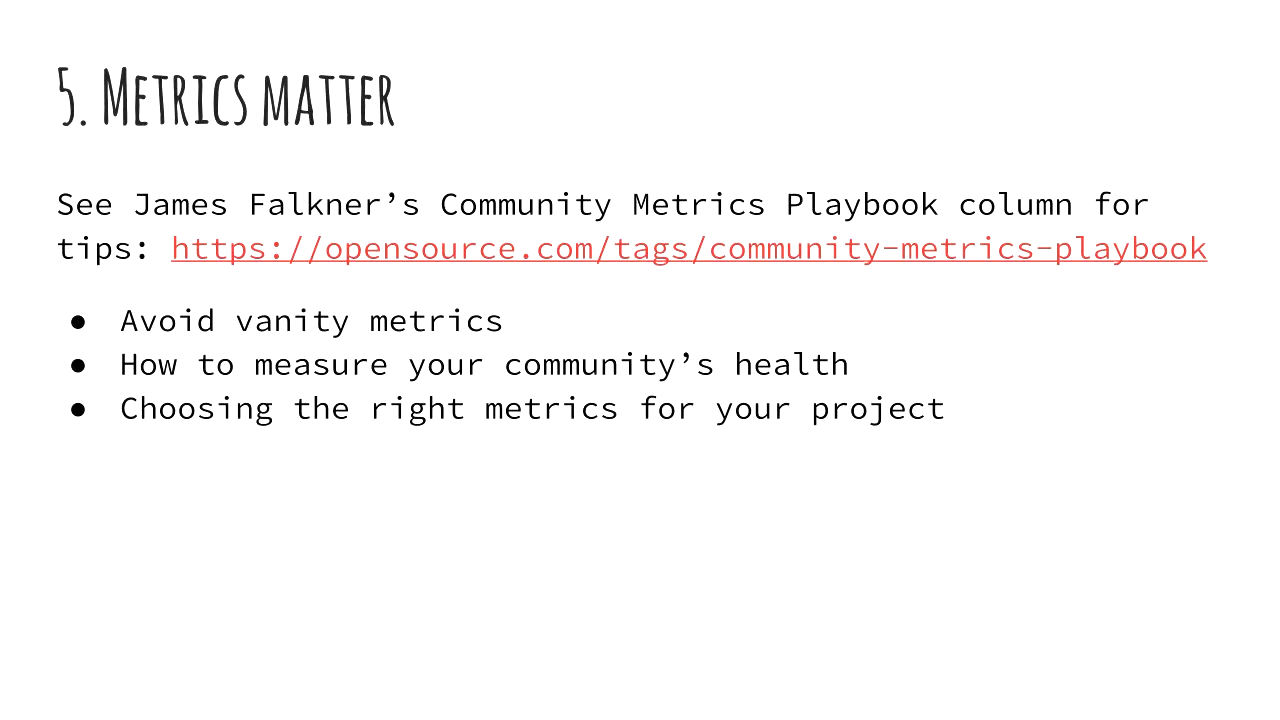 5. Metrics matter
See James Falkner’s Community Metrics Playbook column for
tips: https://opensource.com/tags/community-metrics-playbook
● Avoid vanity metrics
● How to measure your community’s health
● Choosing the right metrics for your project